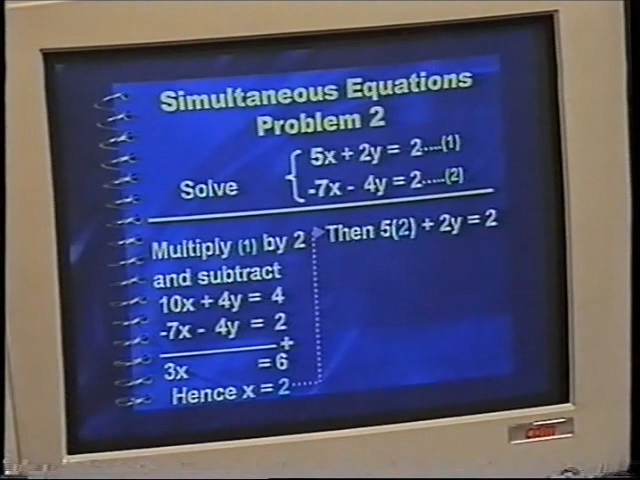 Simultaneous Equations
Problem 2
Solve
5x + 2y = 2....(1)
-7x - 4y = 2.....(2)
Multiply (1) by 2
and subtract
10x + 4y = 4
-7x - 4y = 2
+
3x = 6
Hence x = 2
Then 5(2) + 2y = 2